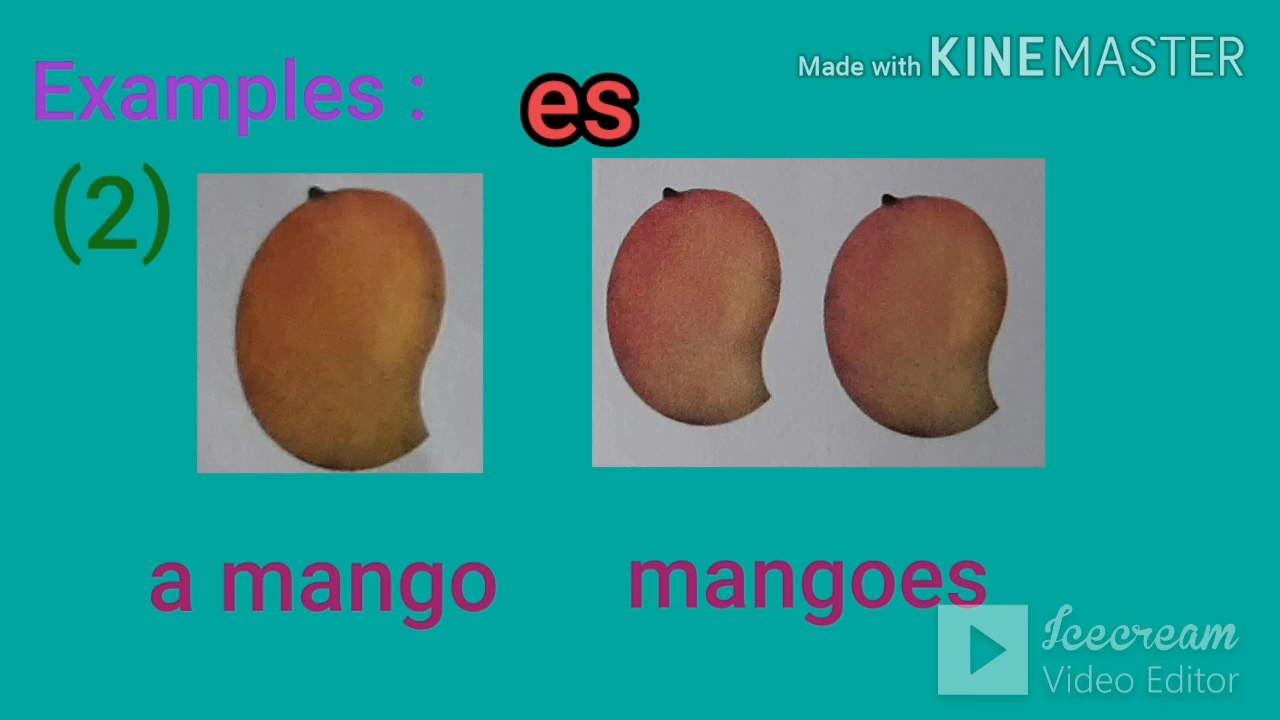 Made with KINEMASTER
Examples :
es
(2)
a mango
mangoes
Icecream
Video Editor